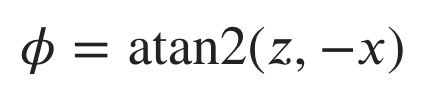 ϕ = atan2(z, −x)